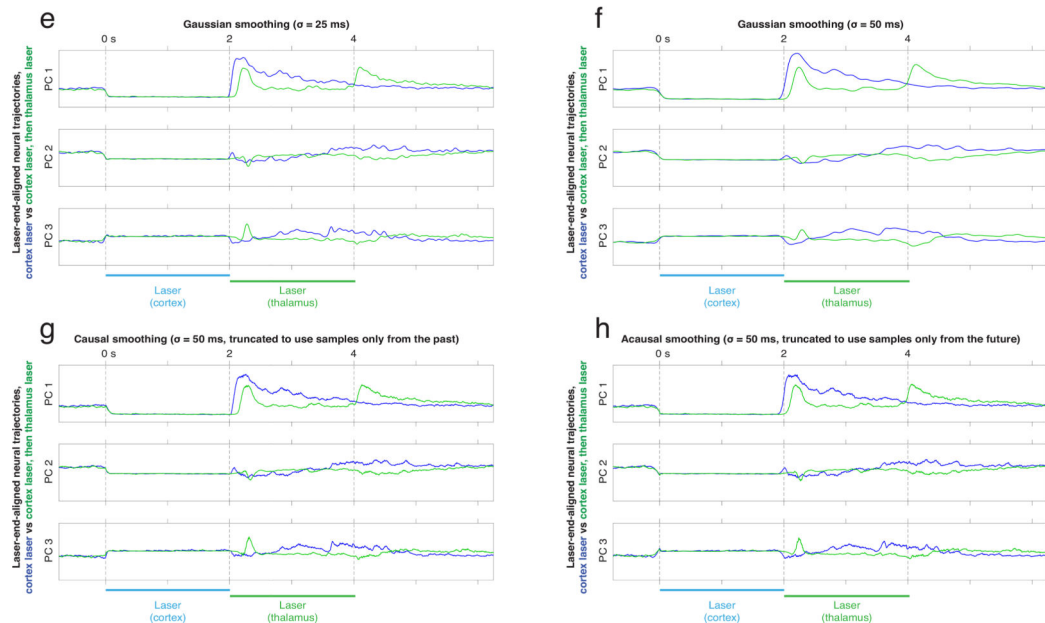 e
Gaussian smoothing (σ = 25 ms)
0 s 2 4
Laser-end-aligned neural trajectories,
cortex laser vs cortex laser, then thalamus laser
PC 1
PC 2
PC 3
Laser
(cortex)
Laser
(thalamus)
f
Gaussian smoothing (σ = 50 ms)
0 s 2 4
Laser-end-aligned neural trajectories,
cortex laser vs cortex laser, then thalamus laser
PC 1
PC 2
PC 3
Laser
(cortex)
Laser
(thalamus)
g
Causal smoothing (σ = 50 ms, truncated to use samples only from the past)
0 s 2 4
Laser-end-aligned neural trajectories,
cortex laser vs cortex laser, then thalamus laser
PC 1
PC 2
PC 3
Laser
(cortex)
Laser
(thalamus)
h
Acausal smoothing (σ = 50 ms, truncated to use samples only from the future)
0 s 2 4
Laser-end-aligned neural trajectories,
cortex laser vs cortex laser, then thalamus laser
PC 1
PC 2
PC 3
Laser
(cortex)
Laser
(thalamus)